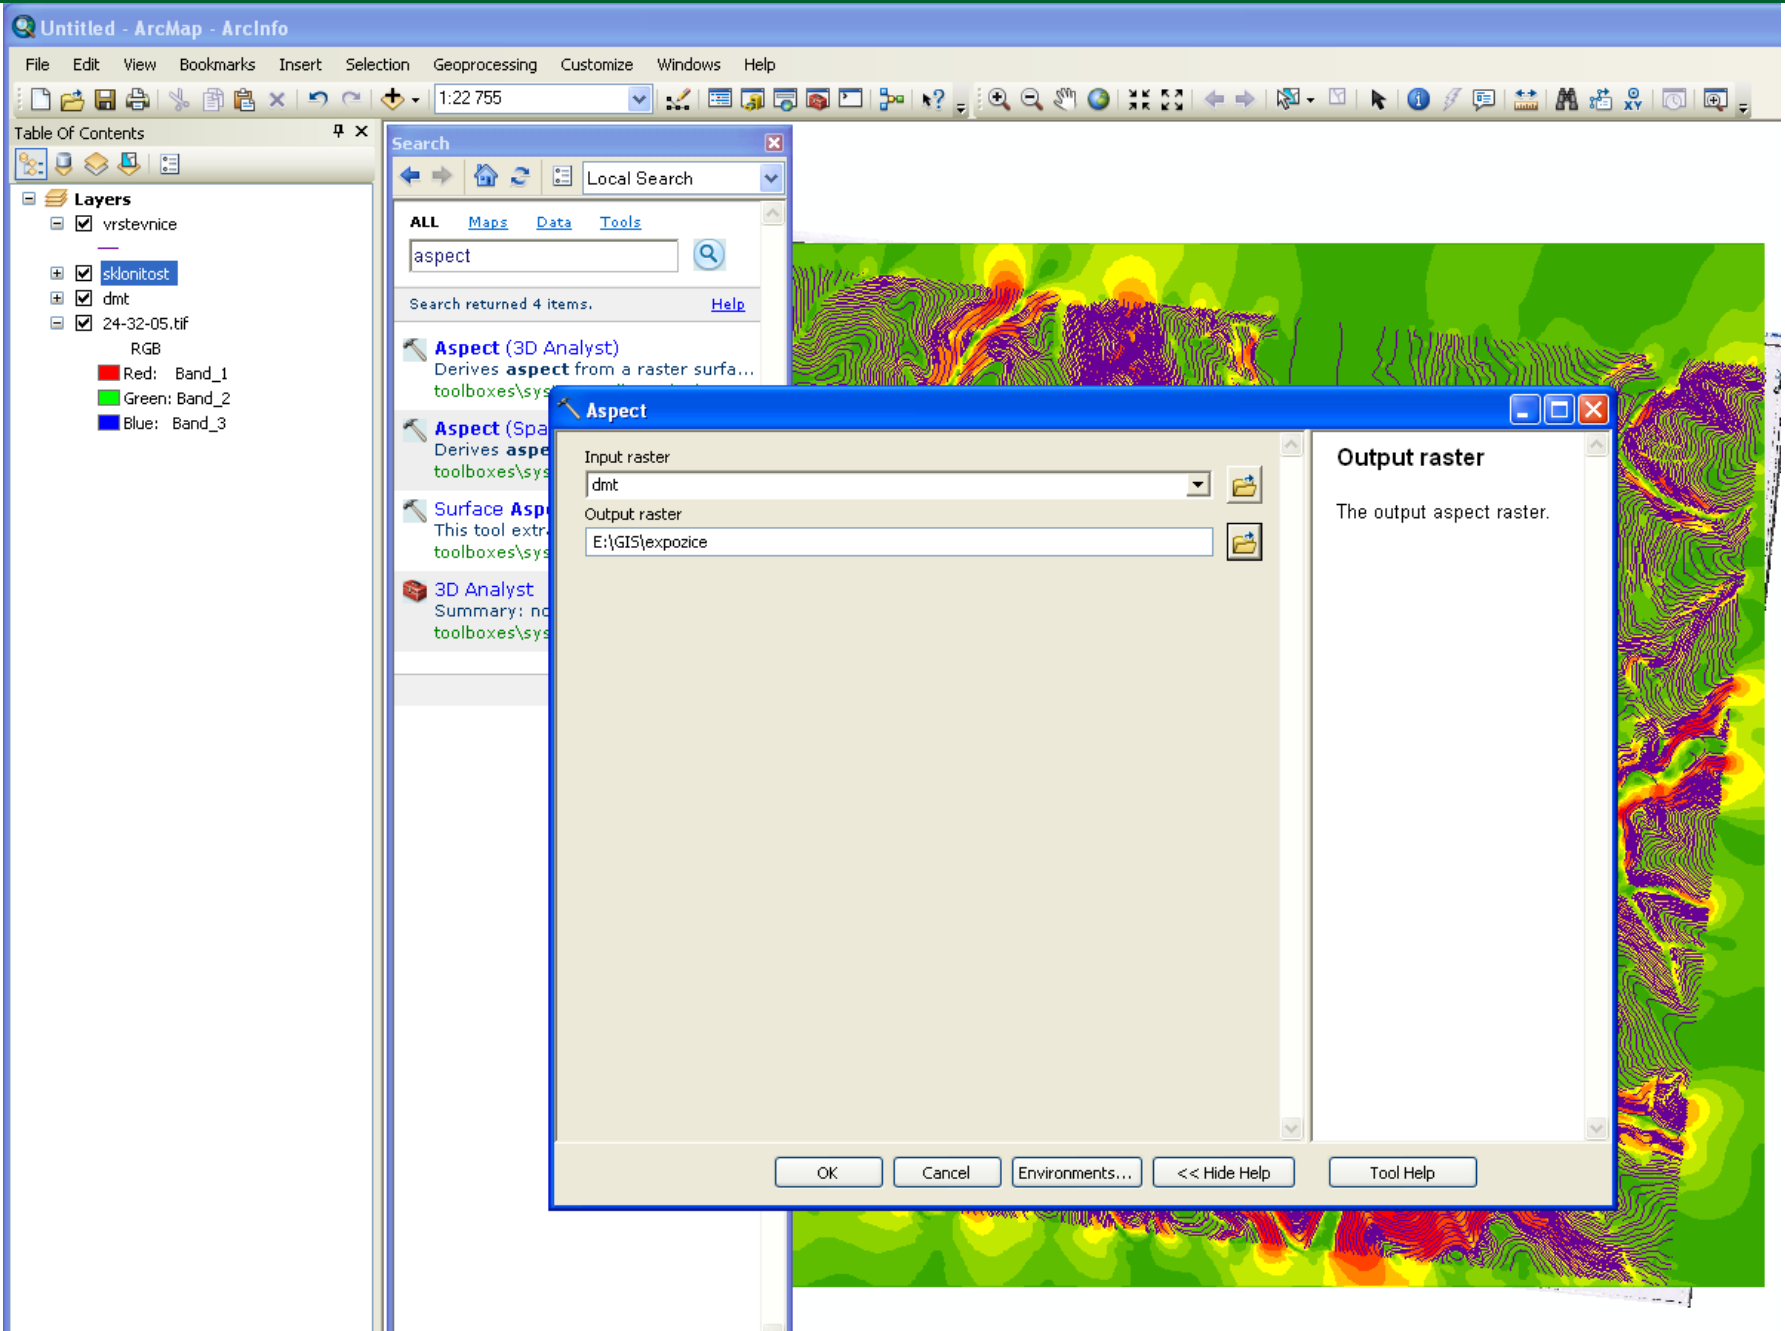 Untitled - ArcMap - ArcInfo
File Edit View Bookmarks Insert Selection Geoprocessing Customize Windows Help
1:22 755
Table Of Contents
Layers
vrstevnice
sklonitost
dmt
24-32-05.tif
RGB
Red: Band_1
Green: Band_2
Blue: Band_3
Search
Local Search
ALL Maps Data Tools
aspect
Search returned 4 items. Help
Aspect (3D Analyst)
Derives aspect from a raster surfa...
toolboxes\sys
Aspect (Spa
Derives aspe
toolboxes\sys
Surface Asp
This tool extr
toolboxes\sys
3D Analyst
Summary: no
toolboxes\sys
Aspect
Input raster
dmt
Output raster
E:\GIS\expozice
OK Cancel Environments... << Hide Help Tool Help
Output raster
The output aspect raster.